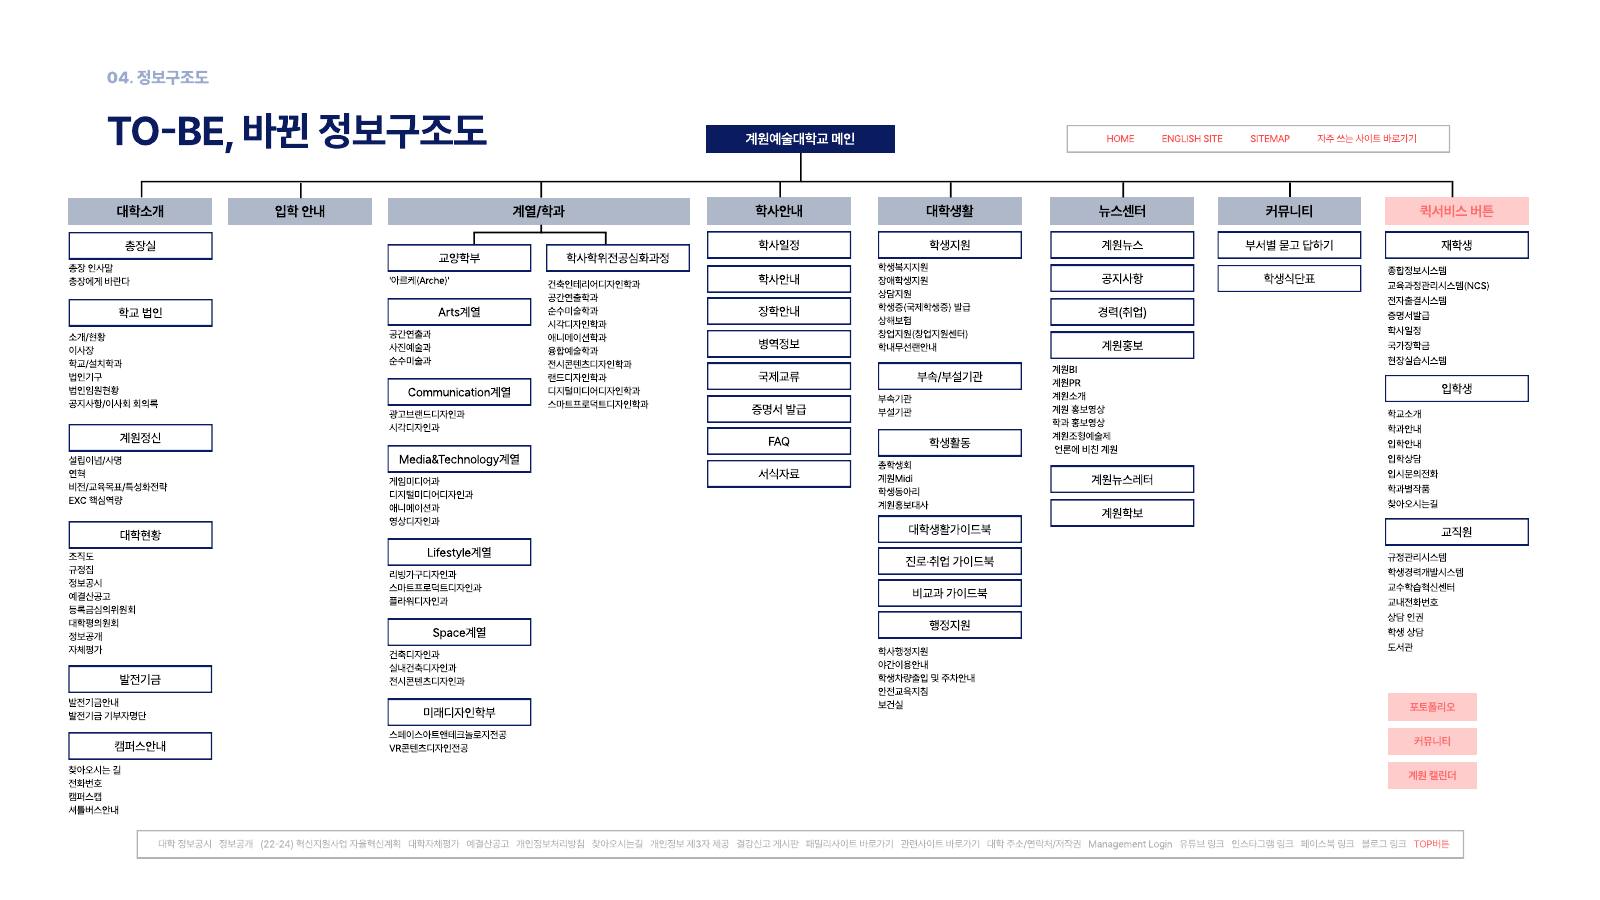 04. 정보구조도
TO-BE, 바뀐 정보구조도
계원예술대학교 메인
HOME ENGLISH SITE SITEMAP 자주 쓰는 사이트 바로가기
대학소개
총장실
총장 인사말
총장에게 바란다
학교 법인
소개/현황
이사장
학교/설치학과
법인기구
법인임원현황
공지사항/이사회 회의록
계원정신
설립이념/사명
연혁
비전/교육목표/특성화전략
EXC 핵심역량
대학현황
조직도
규정집
정보공시
예결산공고
등록금심의위원회
대학평의원회
정보공개
자체평가
발전기금
발전기금안내
발전기금 기부자명단
캠퍼스안내
찾아오시는 길
전화번호
캠퍼스캡
셔틀버스안내
입학 안내
계열/학과
교양학부
'아르케(Arche)'
Arts계열
공간연출과
사진예술과
순수미술과
Communication계열
광고브랜드디자인과
시각디자인과
Media&Technology계열
게임미디어과
디지털미디어디자인과
애니메이션과
영상디자인과
Lifestyle계열
리빙가구디자인과
스마트프로덕트디자인과
플라워디자인과
Space계열
건축디자인과
실내건축디자인과
전시콘텐츠디자인과
미래디자인학부
스페이스아트앤테크놀로지전공
VR콘텐츠디자인전공
학사학위전공심화과정
건축인테리어디자인학과
공간연출학과
순수미술학과
시각디자인학과
애니메이션학과
융합예술학과
전시콘텐츠디자인학과
랜드디자인학과
디지털미디어디자인학과
스마트프로덕트디자인학과
학사안내
학사일정
학사안내
장학안내
병역정보
국제교류
증명서 발급
FAQ
서식자료
대학생활
학생지원
학생복지지원
장애학생지원
상담지원
학생증(국제학생증) 발급
상해보험
창업지원(창업지원센터)
학내무선랜안내
부속/부설기관
부속기관
부설기관
학생활동
총학생회
계원Midi
학생동아리
계원홍보대사
대학생활가이드북
진로·취업 가이드북
비교과 가이드북
행정지원
학사행정지원
야간이용안내
학생차량출입 및 주차안내
안전교육지침
보건실
뉴스센터
계원뉴스
공지사항
경력(취업)
계원홍보
계원BI
계원PR
계원소개
계원 홍보영상
학과 홍보영상
계원조형예술제
언론에 비친 계원
계원뉴스레터
계원학보
커뮤니티
부서별 묻고 답하기
학생식단표
퀵서비스 버튼
재학생
종합정보시스템
교육과정관리시스템(NCS)
전자출결시스템
증명서발급
학사일정
국가장학금
현장실습시스템
입학생
학교소개
학과안내
입학안내
입학상담
입시문의전화
학과별작품
찾아오시는길
교직원
규정관리시스템
학생경력개발시스템
교수학습혁신센터
교내전화번호
상담 인권
학생 상담
도서관
포토폴리오
커뮤니티
계원 캘린더
대학 정보공시 정보공개 (22-24) 혁신지원사업 자율혁신계획 대학자체평가 예결산공고 개인정보처리방침 찾아오시는길 개인정보 제3자 제공 결강신고 게시판 패밀리사이트 바로가기 관련사이트 바로가기 대학 주소/연락처/저작권 Management Login 유튜브 링크 인스타그램 링크 페이스북 링크 블로그 링크 TOP버튼